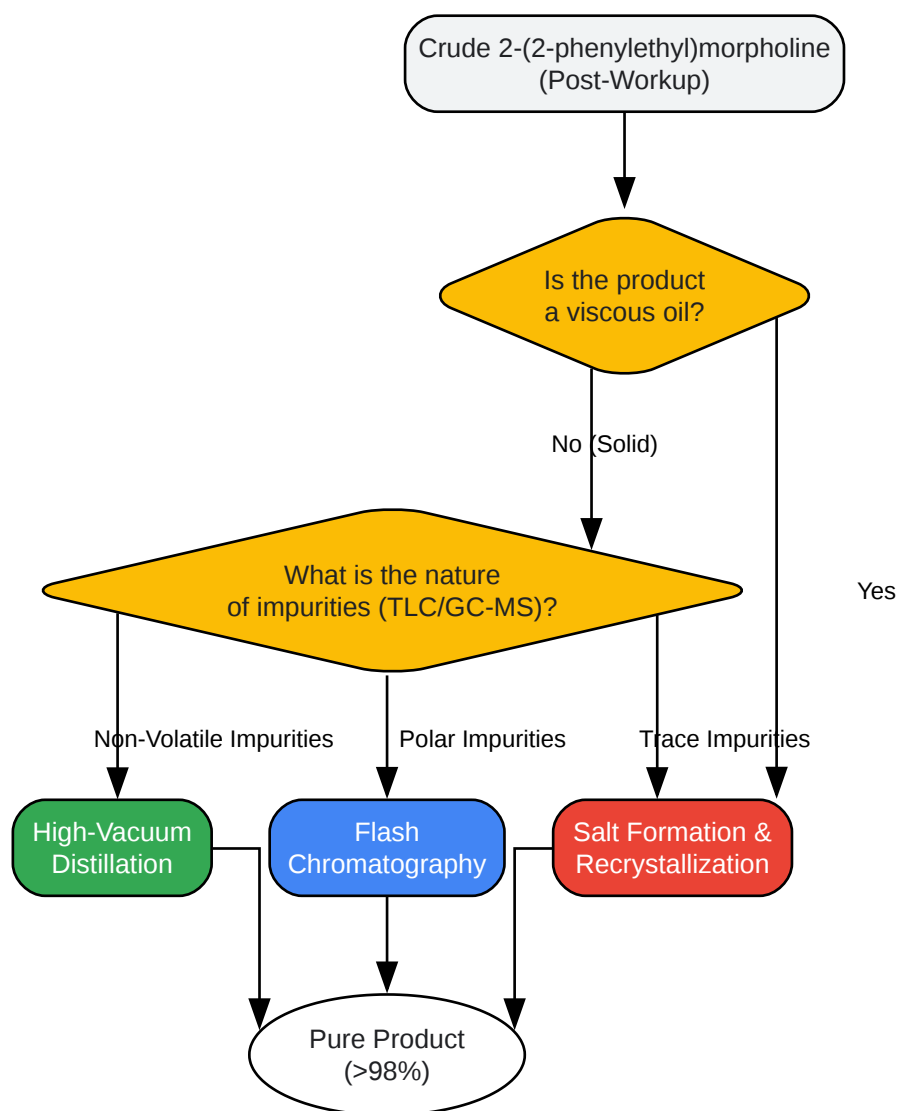 Crude 2-(2-phenylethyl)morpholine
(Post-Workup)
Is the product
a viscous oil?
No (Solid)
What is the nature
of impurities (TLC/GC-MS)?
Yes
Non-Volatile Impurities
Polar Impurities
Trace Impurities
High-Vacuum
Distillation
Flash
Chromatography
Salt Formation &
Recrystallization
Pure Product
(>98%)